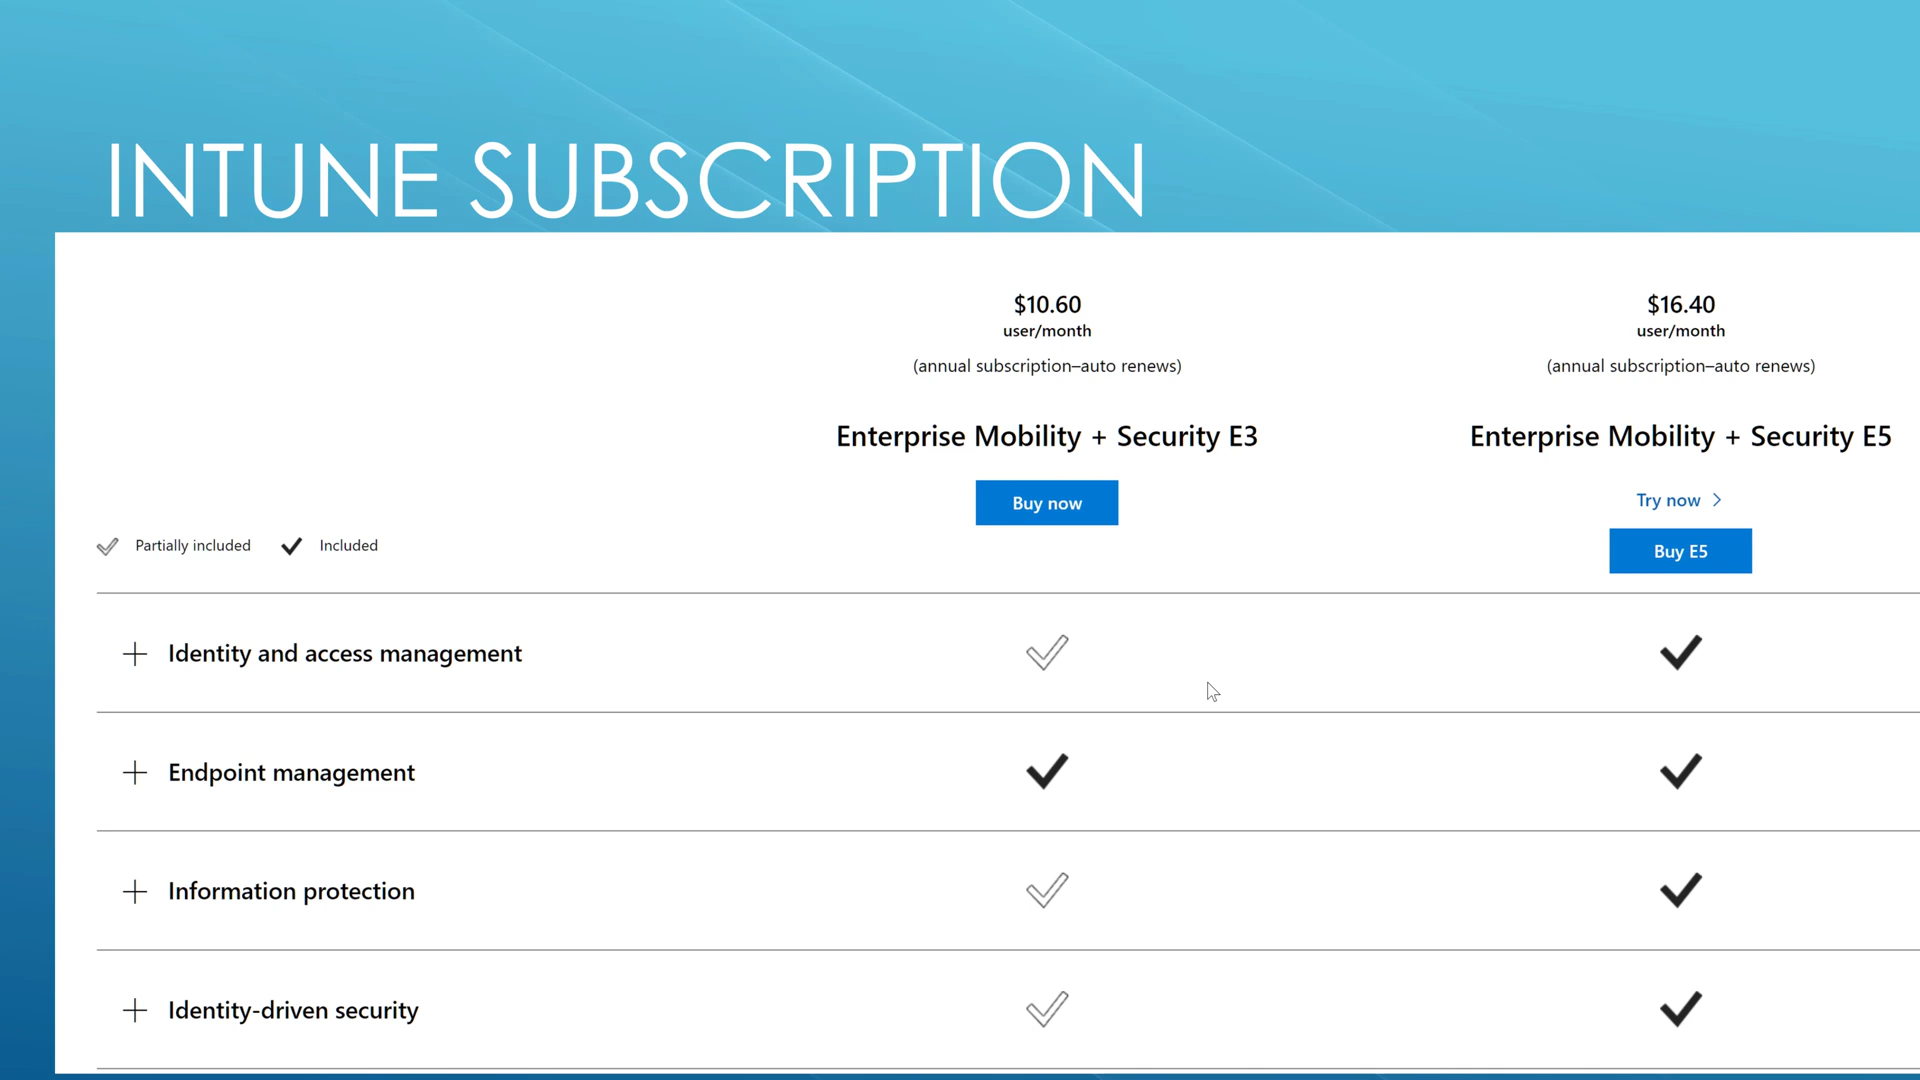 INTUNE SUBSCRIPTION
$10.60
user/month
(annual subscription–auto renews)
Enterprise Mobility + Security E3
Buy now
$16.40
user/month
(annual subscription–auto renews)
Enterprise Mobility + Security E5
Try now
Buy E5
Partially included
Included
Identity and access management
Endpoint management
Information protection
Identity-driven security